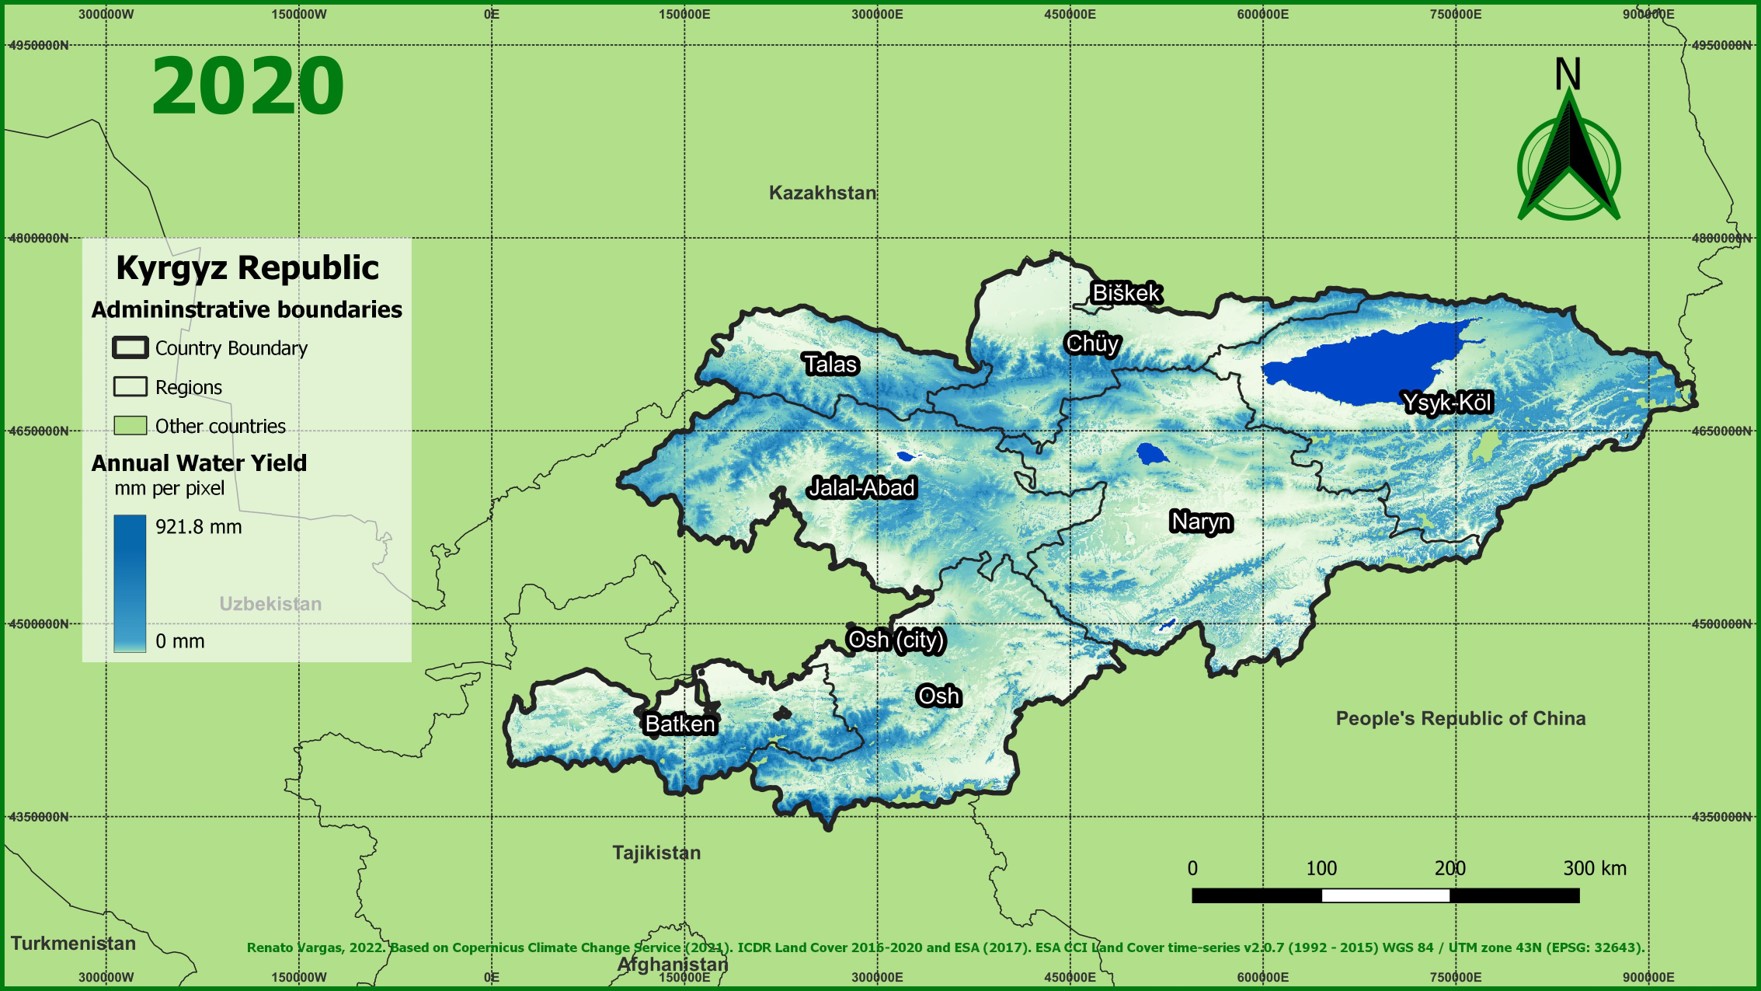 300000W 150000W 0E 150000E 300000E 450000E 600000E 750000E 900000E
4950000N 4950000N
2020
N
Kazakhstan
4800000N 4800000N
Kyrgyz Republic
Admininstrative boundaries
Country Boundary
Regions
Other countries
Annual Water Yield
mm per pixel
921.8 mm
0 mm
Biškek
Chüy
Talas
Ysyk-Köl
4650000N 4650000N
Jalal-Abad
Naryn
Uzbekistan
4500000N 4500000N
Osh (city)
Osh
Batken
People's Republic of China
4350000N 4350000N
Tajikistan
0 100 200 300 km
Turkmenistan
Renato Vargas, 2022. Based on Copernicus Climate Change Service (2021). ICDR Land Cover 2016-2020 and ESA (2017). ESA CCI Land Cover time-series v2.0.7 (1992 - 2015) WGS 84 / UTM zone 43N (EPSG: 32643).
Afghanistan
300000W 150000W 0E 150000E 300000E 450000E 600000E 750000E 900000E